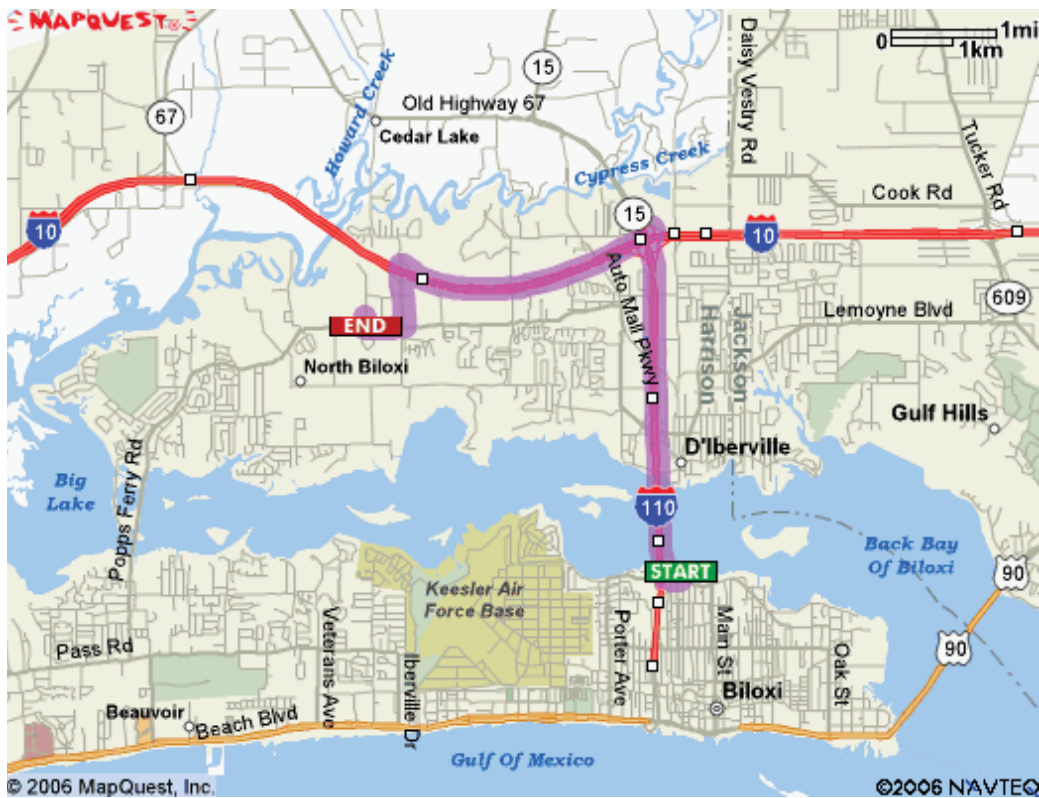 MAPQUEST
0 1mi
1km
67
15
Old Highway 67
Howard Creek
Cedar Lake
Cypress Creek
Daisy Vestry Rd
Tucker Rd
Cook Rd
10
15
10
609
Auto Mall Pkwy
Lemoyne Blvd
Harrison
Jackson
END
North Biloxi
Gulf Hills
D'Iberville
Big
Lake
Popps Ferry Rd
110
Back Bay
Of Biloxi
START
90
Keesler Air
Force Base
90
Pass Rd
Veterans Ave
Iberville Dr
Porter Ave
Main St
Oak St
Biloxi
Beauvoir
Beach Blvd
Gulf Of Mexico
© 2006 MapQuest, Inc.
©2006 NAVTEQ